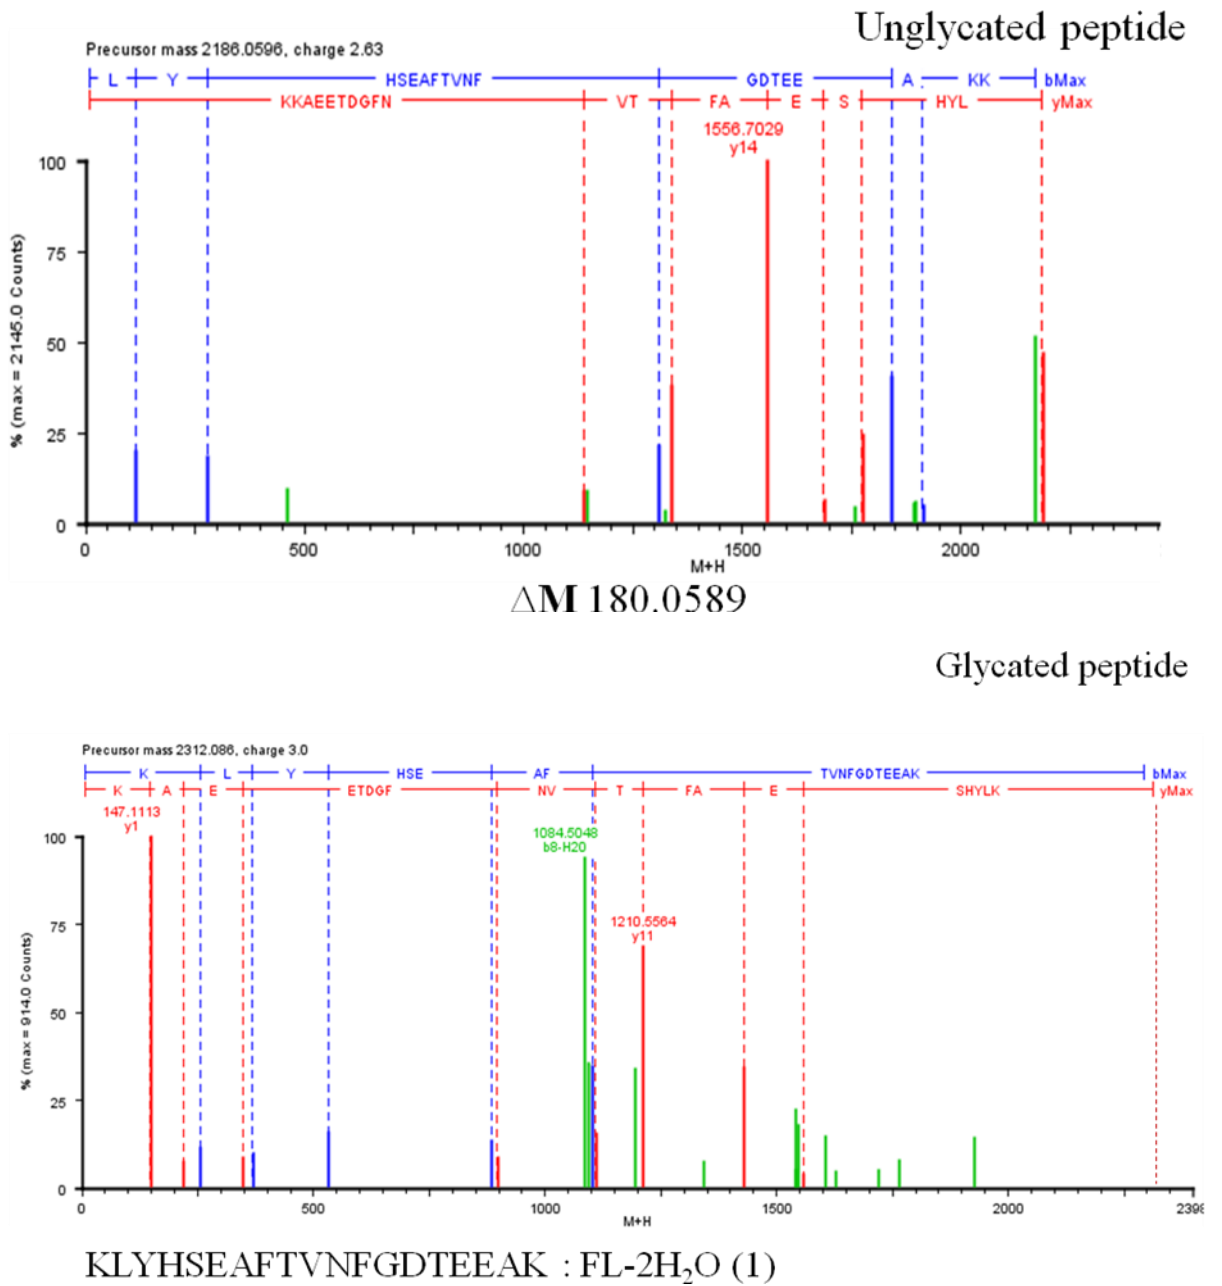 Unglycated peptide
Precursor mass 2186.0596, charge 2.63
L Y HSEAFTVNF GDTEE A KK bMax
KKAEETDGFN VT FA E S HYL yMax
1556.7029
y14
100
75
50
25
0
% (max = 2145.0 Counts)
0 500 1000 1500 2000
M+H
△M 180.0589
Glycated peptide
Precursor mass 2312.086, charge 3.0
K L Y HSE AF TVNFGDTEEAK bMax
K A E ETDGF NV T FA E SHYLK yMax
147.1113
y1
1084.5048
b8-H20
1210.5564
y11
100
75
50
25
0
% (max = 914.0 Counts)
0 500 1000 1500 2000 2398
M+H
KLYHSEAFTVNFGDTEEAK : FL-2H₂O (1)